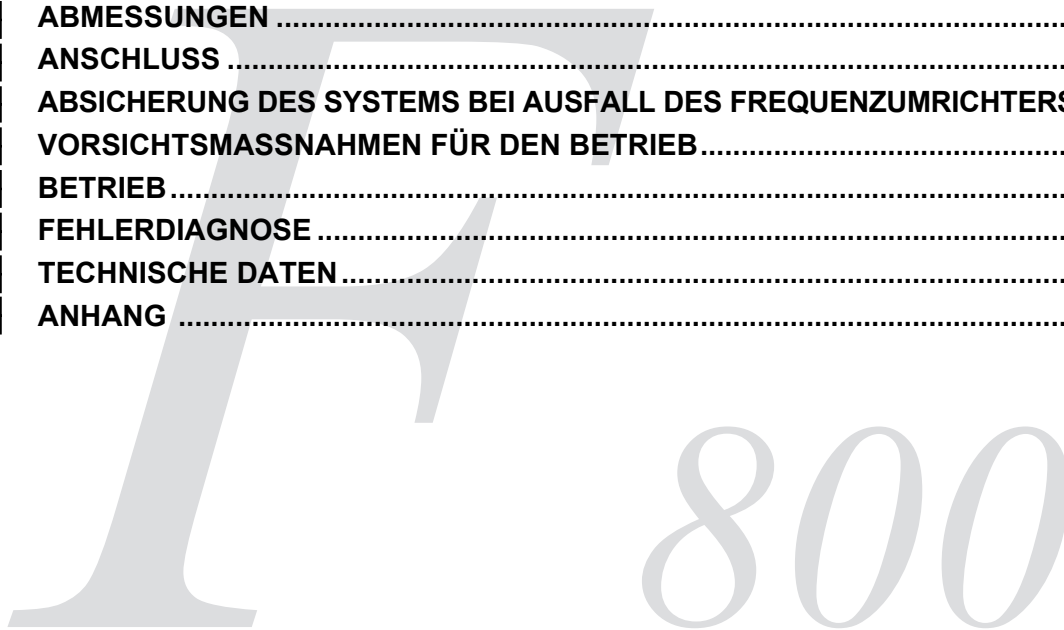 ABMESSUNGEN ........................................................................................
ANSCHLUSS ........................................................................................
ABSICHERUNG DES SYSTEMS BEI AUSFALL DES FREQUENZUMRICHTERS
VORSICHTSMASSNAHMEN FÜR DEN BETRIEB ........................................
BETRIEB ........................................................................................
FEHLERDIAGNOSE ........................................................................................
TECHNISCHE DATEN ........................................................................................
ANHANG ........................................................................................
F
800